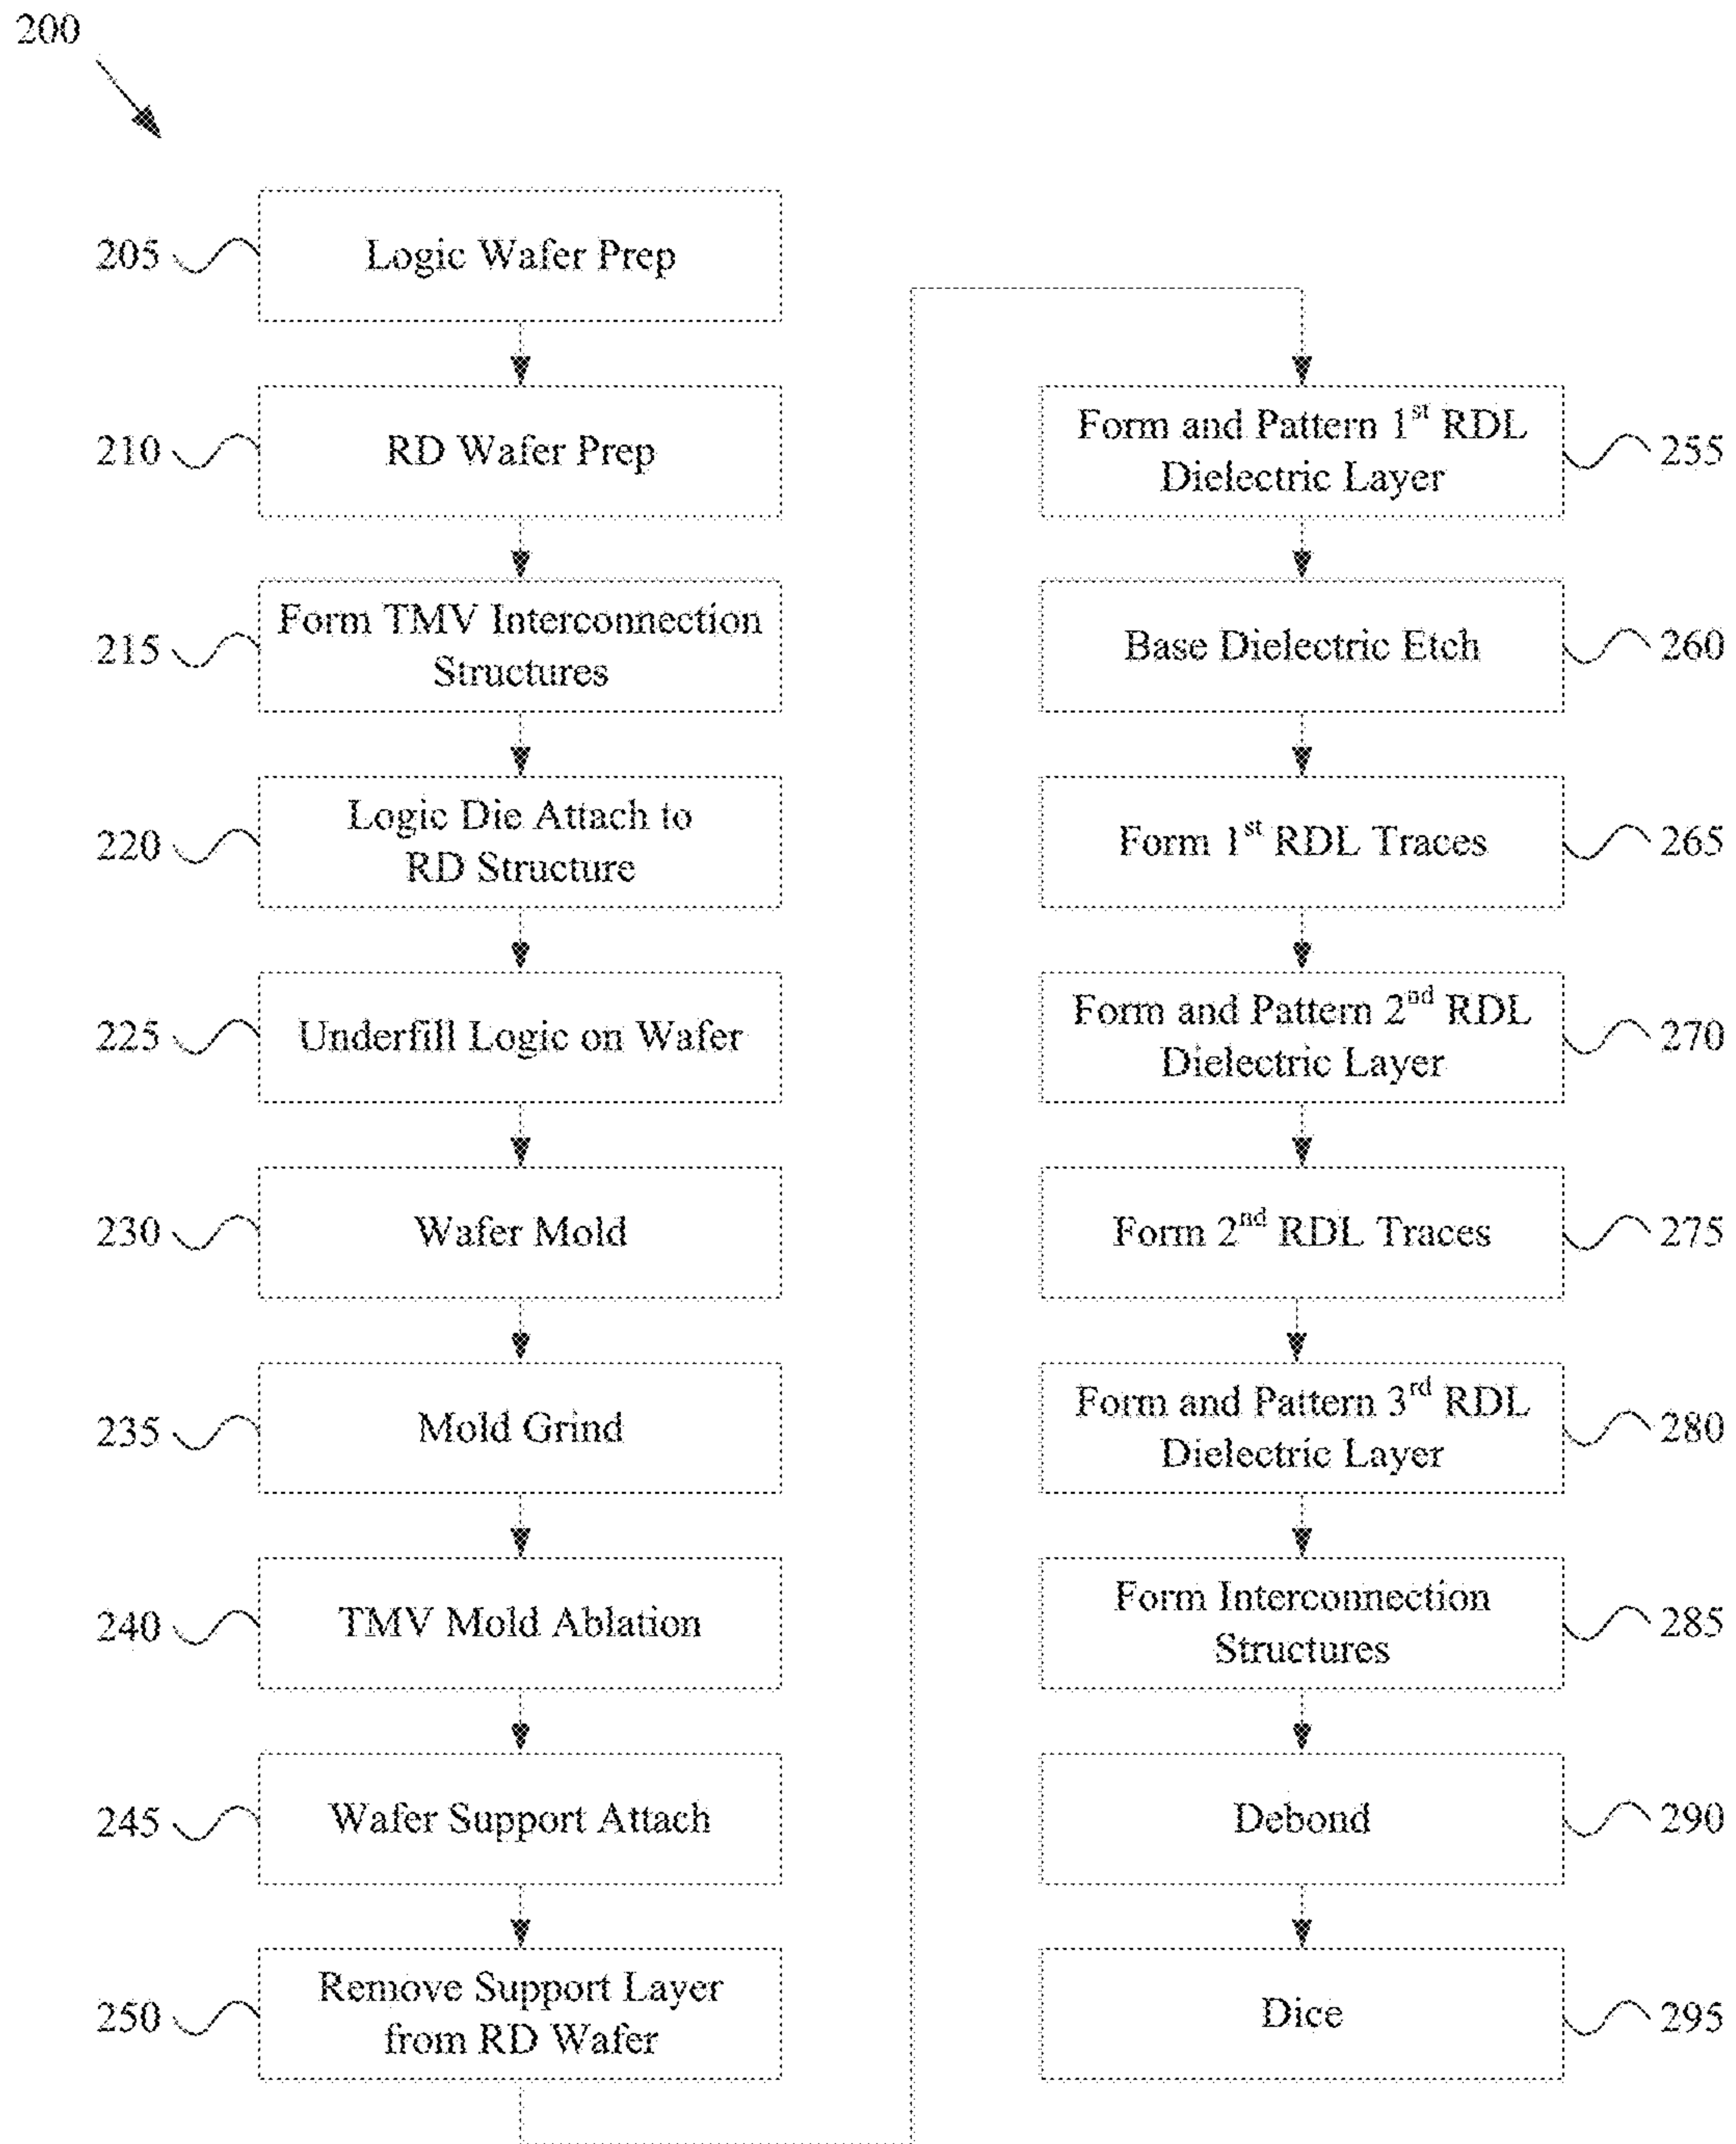 200
205
Logic Wafer Prep
210
RD Wafer Prep
215
Form TMV Interconnection
Structures
220
Logic Die Attach to
RD Structure
225
Underfill Logic on Wafer
230
Wafer Mold
235
Mold Grind
240
TMV Mold Ablation
245
Wafer Support Attach
250
Remove Support Layer
from RD Wafer
Form and Pattern 1st RDL
Dielectric Layer
255
Base Dielectric Etch
260
Form 1st RDL Traces
265
Form and Pattern 2nd RDL
Dielectric Layer
270
Form 2nd RDL Traces
275
Form and Pattern 3rd RDL
Dielectric Layer
280
Form Interconnection
Structures
285
Debond
290
Dice
295